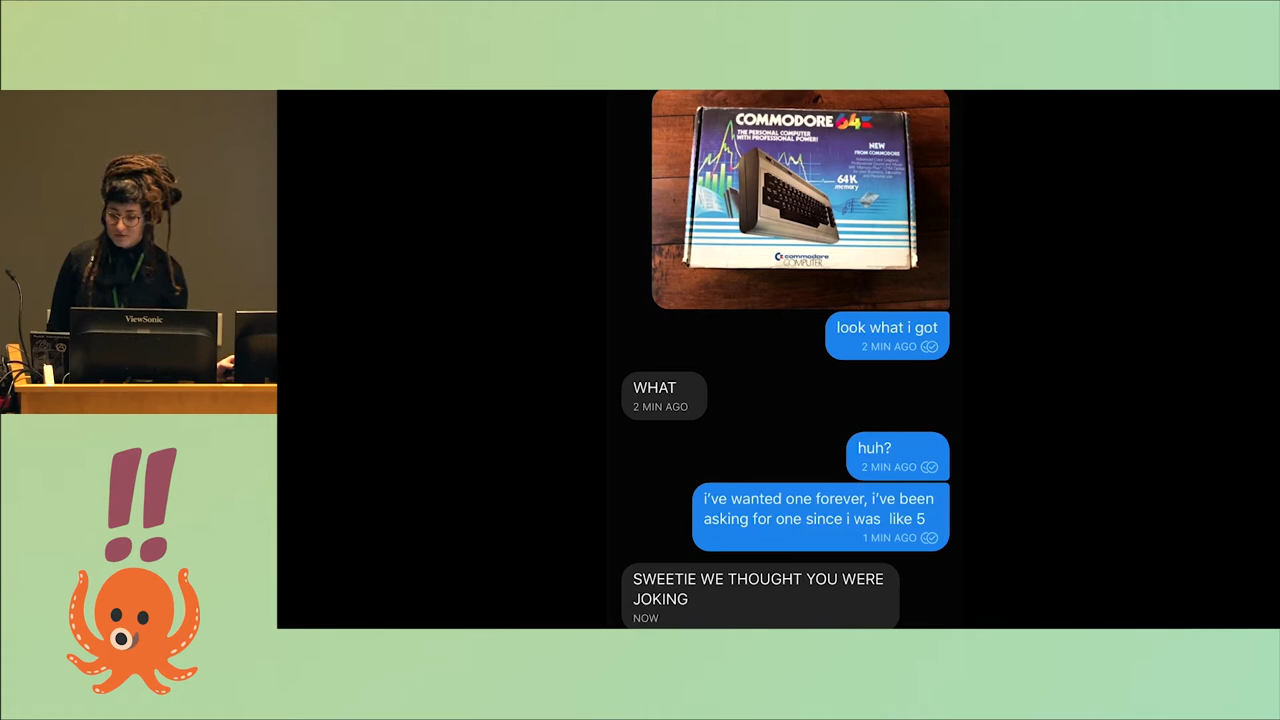 COMMODORE 64
THE PERSONAL COMPUTER
WITH PROFESSIONAL POWER!
NEW
FROM COMMODORE
64K
memory
commodore
COMPUTER
look what i got
2 MIN AGO
WHAT
2 MIN AGO
huh?
2 MIN AGO
i've wanted one forever, i've been
asking for one since i was like 5
1 MIN AGO
SWEETIE WE THOUGHT YOU WERE
JOKING
NOW
ViewSonic
!!